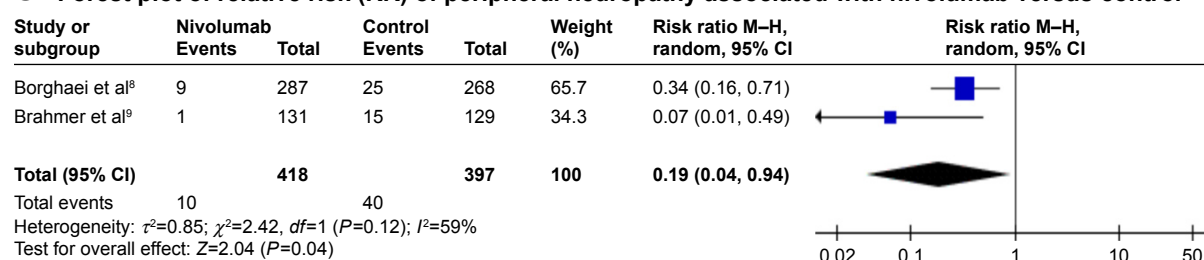 Study or Nivolumab Control Weight Risk ratio M–H, Risk ratio M–H,
subgroup Events Total Events Total (%) random, 95% CI random, 95% CI
Borghaei et al⁸ 9 287 25 268 65.7 0.34 (0.16, 0.71)
Brahmer et al⁹ 1 131 15 129 34.3 0.07 (0.01, 0.49)
Total (95% CI) 418 397 100 0.19 (0.04, 0.94)
Total events 10 40
Heterogeneity: τ²=0.85; χ²=2.42, df=1 (P=0.12); I²=59%
Test for overall effect: Z=2.04 (P=0.04)
0.02 0.1 1 10 50